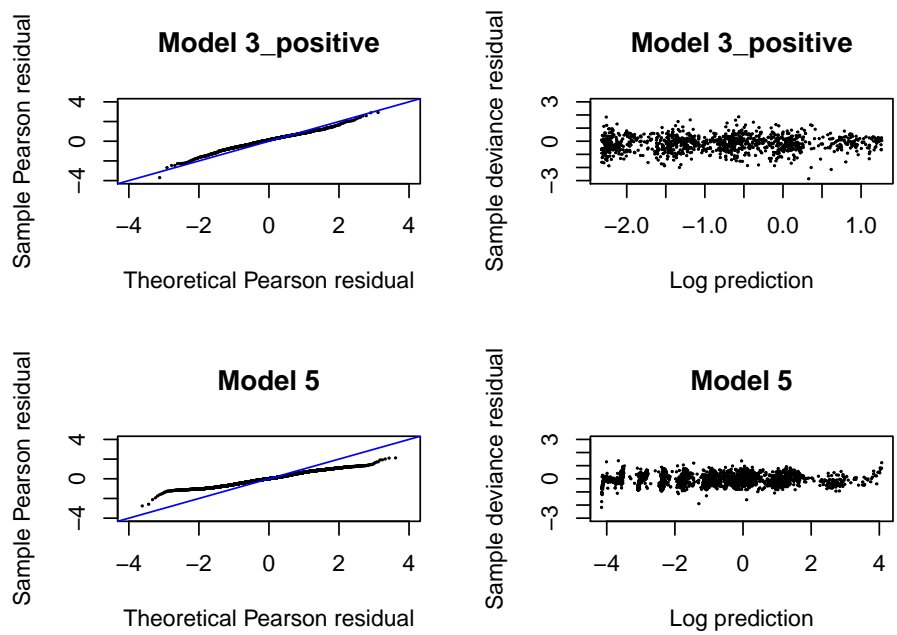 Model 3_positive
Sample Pearson residual
4
0
−4
−4 −2 0 2 4
Theoretical Pearson residual
Model 3_positive
Sample deviance residual
3
0
−3
−2.0 −1.0 0.0 1.0
Log prediction
Model 5
Sample Pearson residual
4
0
−4
−4 −2 0 2 4
Theoretical Pearson residual
Model 5
Sample deviance residual
3
0
−3
−4 −2 0 2 4
Log prediction